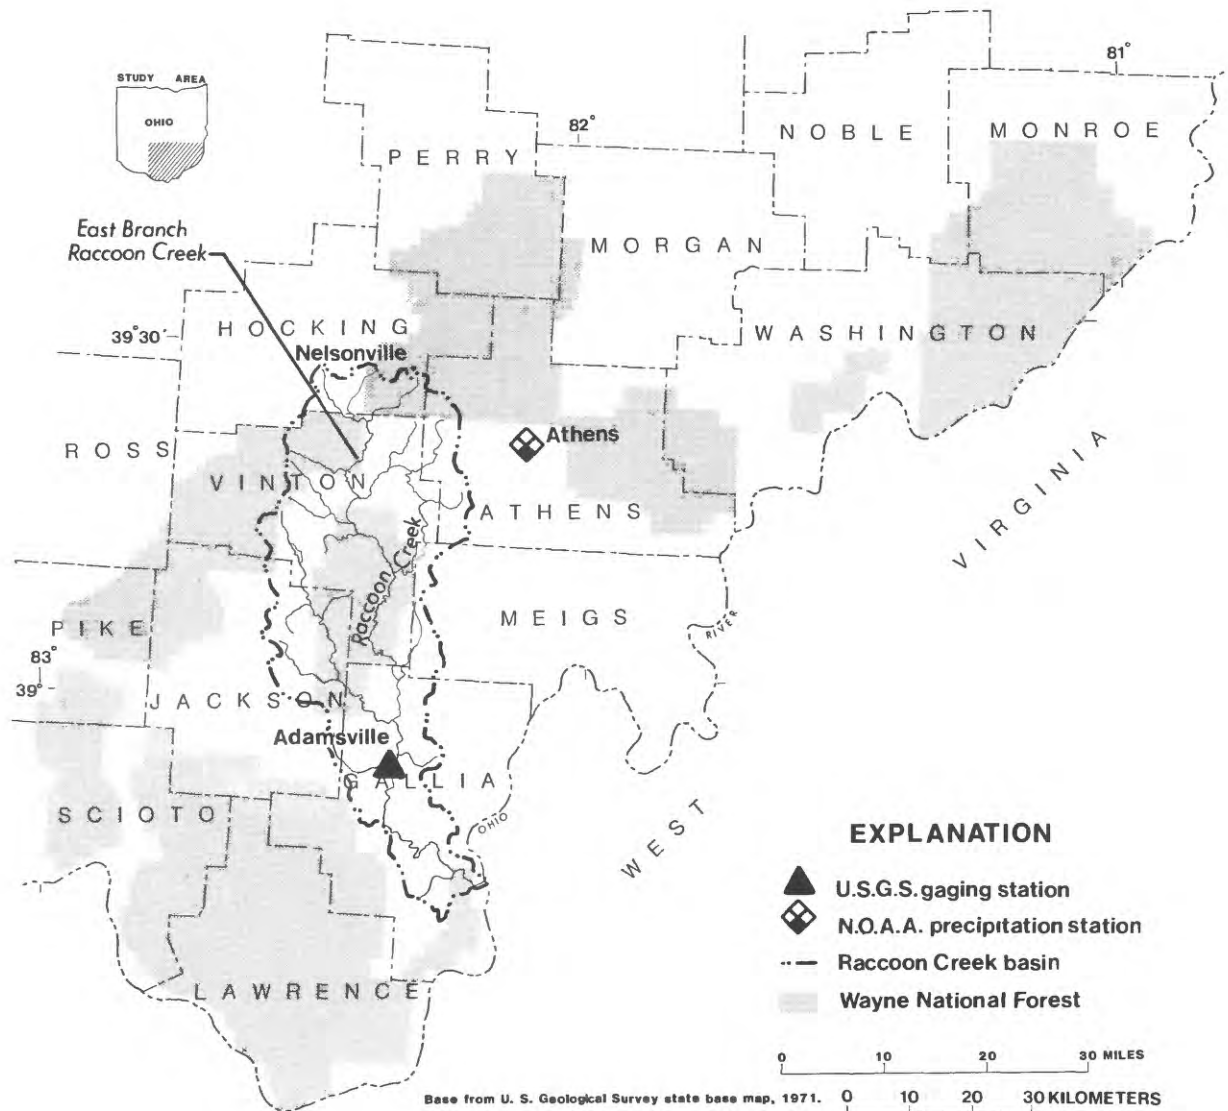 STUDY AREA
OHIO
81°
82°
NOBLE
MONROE
PERRY
East Branch
Raccoon Creek
MORGAN
39°30'
HOCKING
WASHINGTON
Nelsonville
Athens
ROSS
VINTON
ATHENS
VIRGINIA
Raccoon Creek
MEIGS
RIVER
PIKE
83°
39°
JACKSON
Adamsville
GALLIA
SCIOTO
OHIO
WEST
LAWRENCE
EXPLANATION
U.S.G.S. gaging station
N.O.A.A. precipitation station
Raccoon Creek basin
Wayne National Forest
0 10 20 30 MILES
0 10 20 30 KILOMETERS
Base from U. S. Geological Survey state base map, 1971.